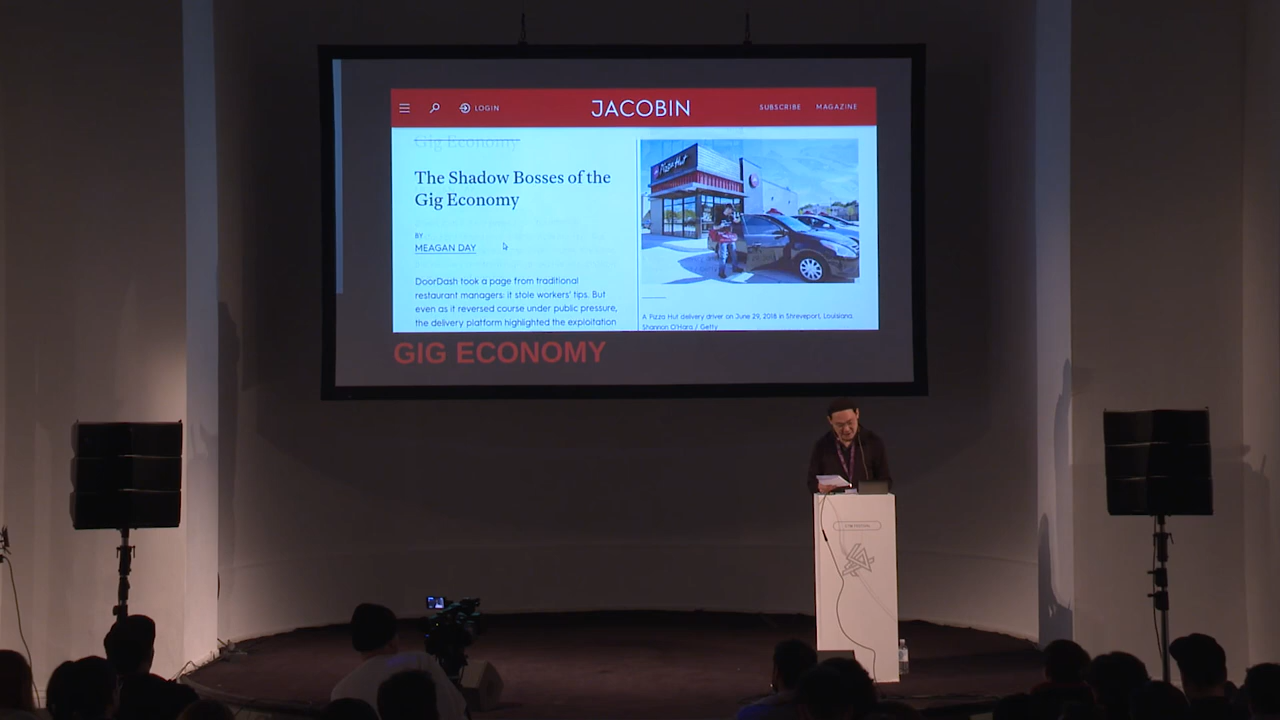 LOGIN
JACOBIN
SUBSCRIBE
MAGAZINE
Gig Economy
The Shadow Bosses of the
Gig Economy
BY
MEAGAN DAY
DoorDash took a page from traditional
restaurant managers: it stole workers' tips. But
even as it reversed course under public pressure,
the delivery platform highlighted the exploitation
Pizza Hut
A Pizza Hut delivery driver on June 29, 2018 in Shreveport, Louisiana.
Shannon O'Hara / Getty
GIG ECONOMY